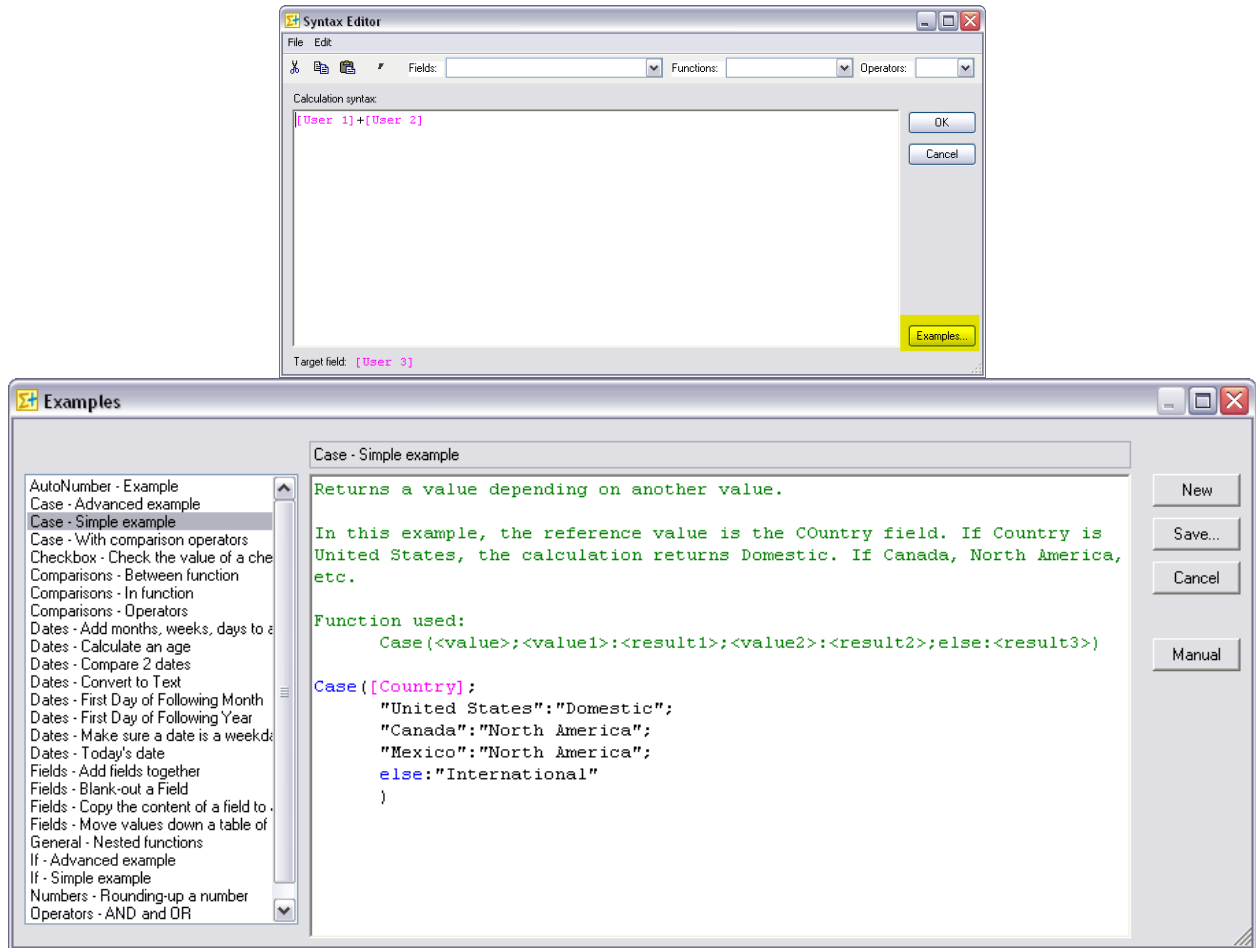 Syntax Editor
File Edit
Fields: Functions: Operators:
Calculation syntax:
[User 1]+[User 2]
OK
Cancel
Examples...
Target field: [User 3]
Examples
Case - Simple example
AutoNumber - Example
Case - Advanced example
Case - Simple example
Case - With comparison operators
Checkbox - Check the value of a che
Comparisons - Between function
Comparisons - In function
Comparisons - Operators
Dates - Add months, weeks, days to a
Dates - Calculate an age
Dates - Compare 2 dates
Dates - Convert to Text
Dates - First Day of Following Month
Dates - First Day of Following Year
Dates - Make sure a date is a weekda
Dates - Today's date
Fields - Add fields together
Fields - Blank-out a Field
Fields - Copy the content of a field to
Fields - Move values down a table of
General - Nested functions
If - Advanced example
If - Simple example
Numbers - Rounding-up a number
Operators - AND and OR
Returns a value depending on another value.
In this example, the reference value is the COuntry field. If Country is
United States, the calculation returns Domestic. If Canada, North America,
etc.
Function used:
Case(<value>;<value1>:<result1>;<value2>:<result2>;else:<result3>)
Case([Country];
"United States":"Domestic";
"Canada":"North America";
"Mexico":"North America";
else:"International"
)
New
Save...
Cancel
Manual